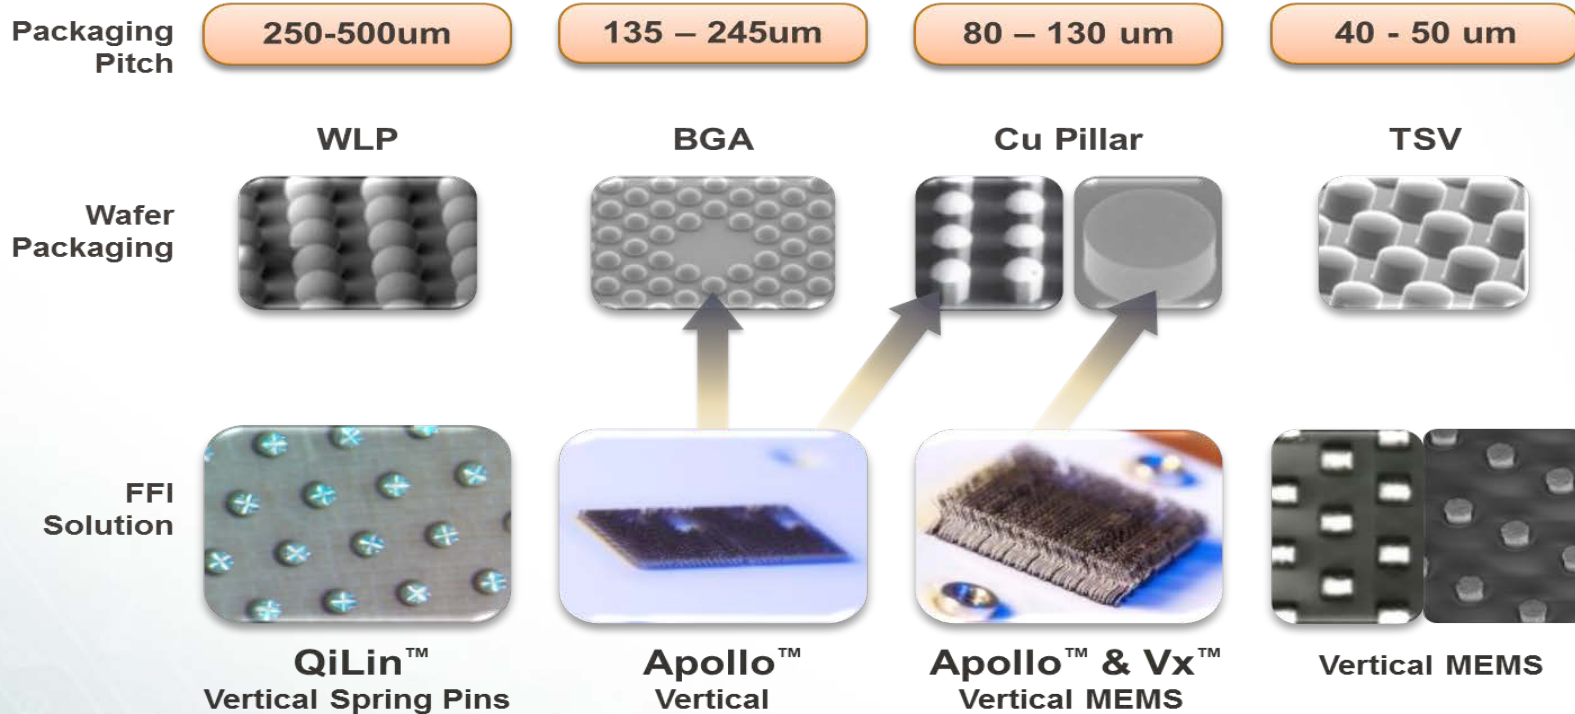 Packaging
Pitch
250-500um
135 – 245um
80 – 130 um
40 - 50 um
WLP
BGA
Cu Pillar
TSV
Wafer
Packaging
FFI
Solution
QiLin™
Vertical Spring Pins
Apollo™
Vertical
Apollo™ & Vx™
Vertical MEMS
Vertical MEMS